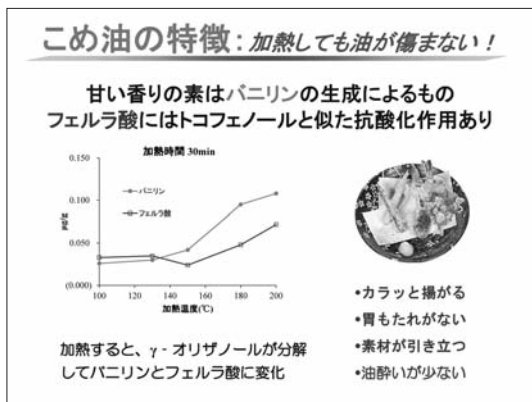 こめ油の特徴：加熱しても油が傷まない！
甘い香りの素はバニリンの生成によるもの
フェルラ酸にはトコフェノールと似た抗酸化作用あり
加熱時間 30min
0.150
0.100
0.050
(0.000)
μg/g
バニリン
フェルラ酸
100 120 140 160 180 200
加熱温度(℃)
加熱すると、γ‐オリザノールが分解
してバニリンとフェルラ酸に変化
•カラッと揚がる
•胃もたれがない
•素材が引き立つ
•油酔いが少ない